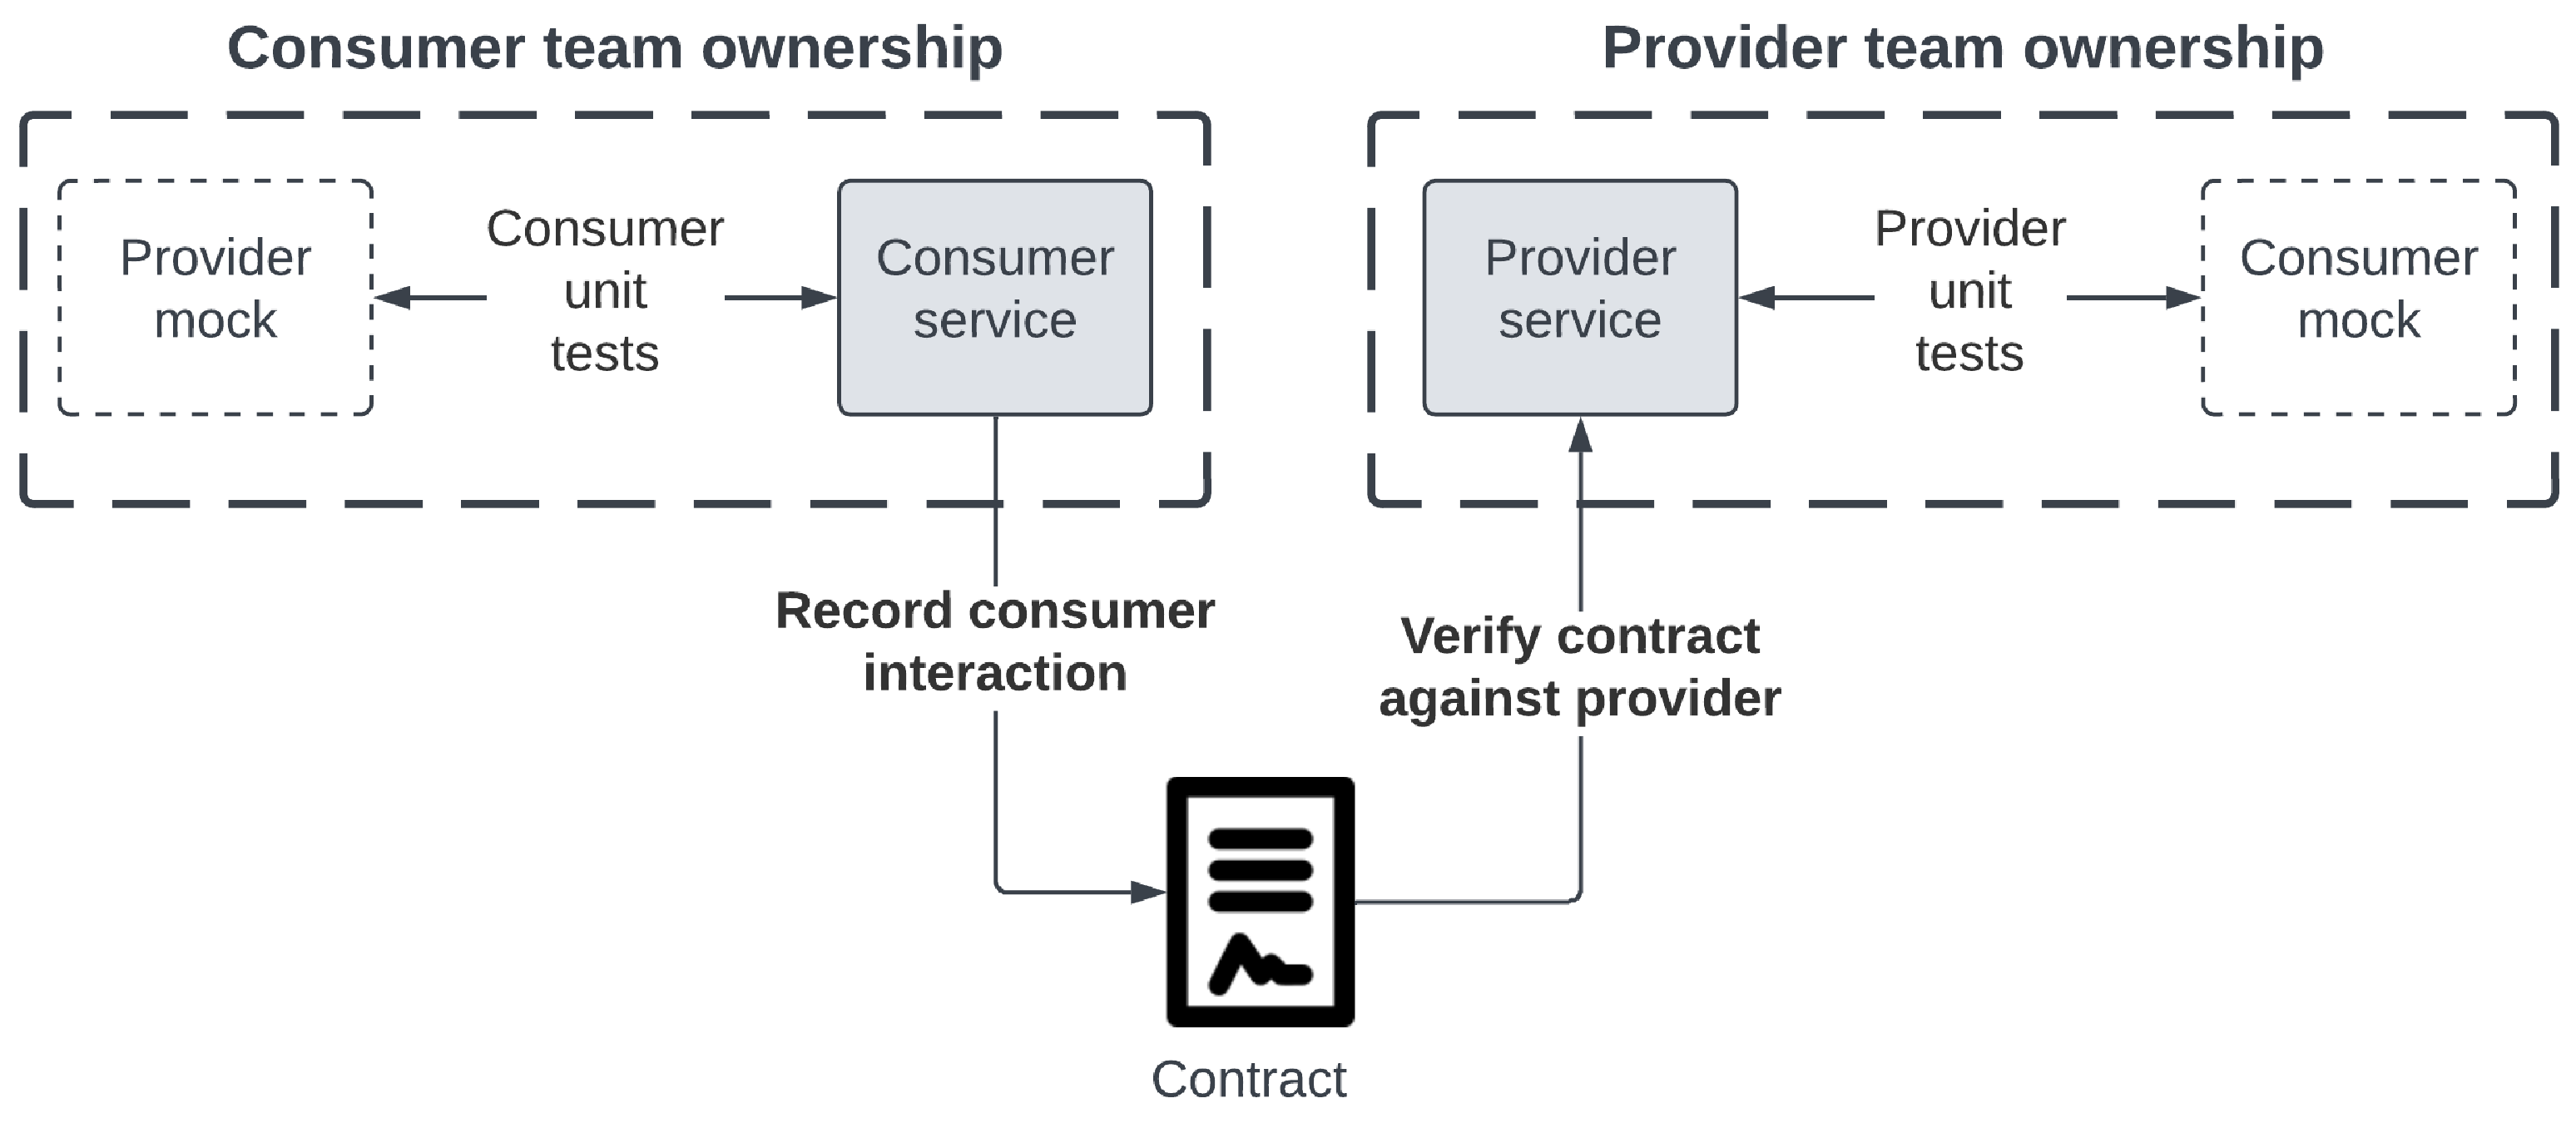 Consumer team ownership
Provider team ownership
Provider
mock
Consumer
unit
tests
Consumer
service
Provider
service
Provider
unit
tests
Consumer
mock
Record consumer
interaction
Verify contract
against provider
Contract